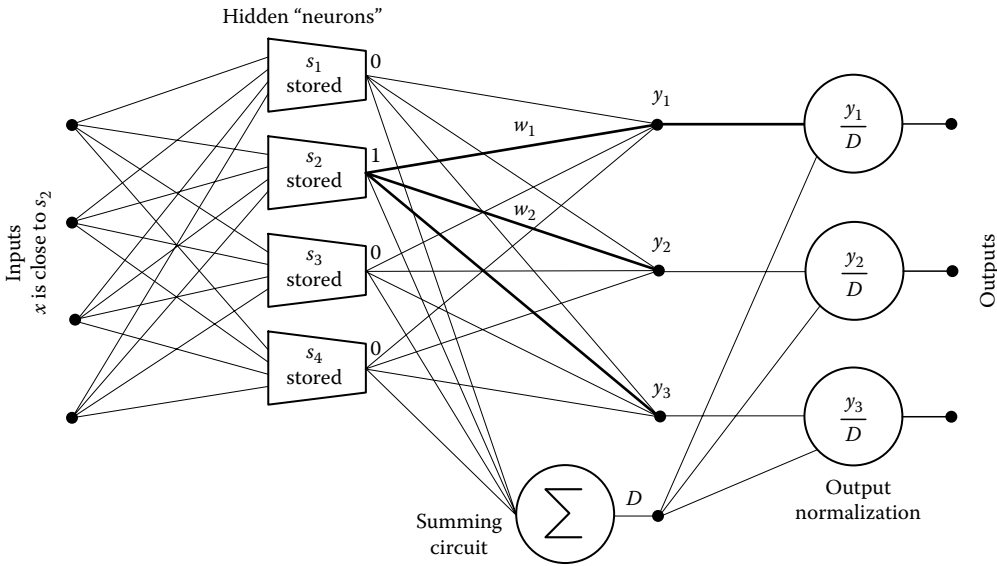 Hidden “neurons”
s1
stored
0
s2
stored
1
s3
stored
0
s4
stored
0
Inputs
x is close to s2
w1
w2
y1
y2
y3
Summing
circuit
∑
D
y1
D
y2
D
y3
D
Output
normalization
Outputs